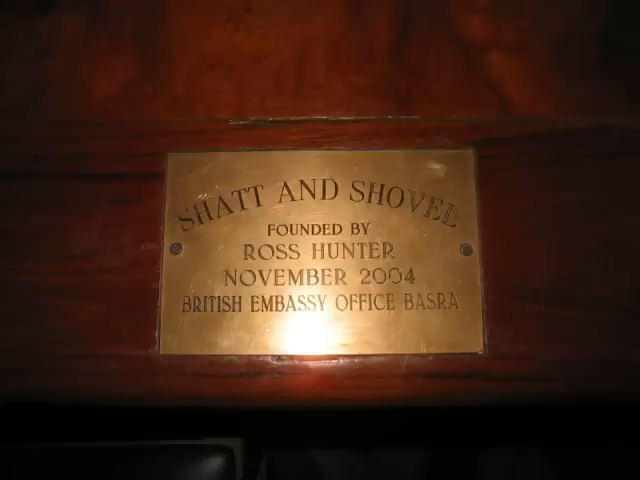 SHATT AND SHOVEL
FOUNDED BY
ROSS HUNTER
NOVEMBER 2004
BRITISH EMBASSY OFFICE BASRA